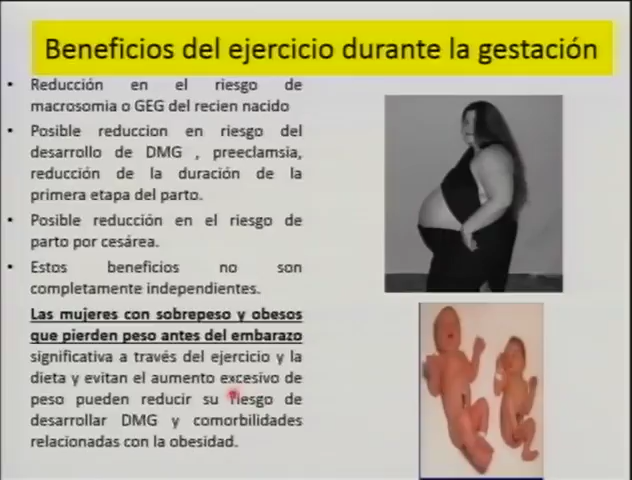 Beneficios del ejercicio durante la gestación
• Reducción en el riesgo de
macrosomia o GEG del recien nacido
• Posible reduccion en riesgo del
desarrollo de DMG , preeclamsia,
reducción de la duración de la
primera etapa del parto.
• Posible reducción en el riesgo de
parto por cesárea.
• Estos beneficios no son
completamente independientes.
Las mujeres con sobrepeso y obesos
que pierden peso antes del embarazo
significativa a través del ejercicio y la
dieta y evitan el aumento excesivo de
peso pueden reducir su riesgo de
desarrollar DMG y comorbilidades
relacionadas con la obesidad.